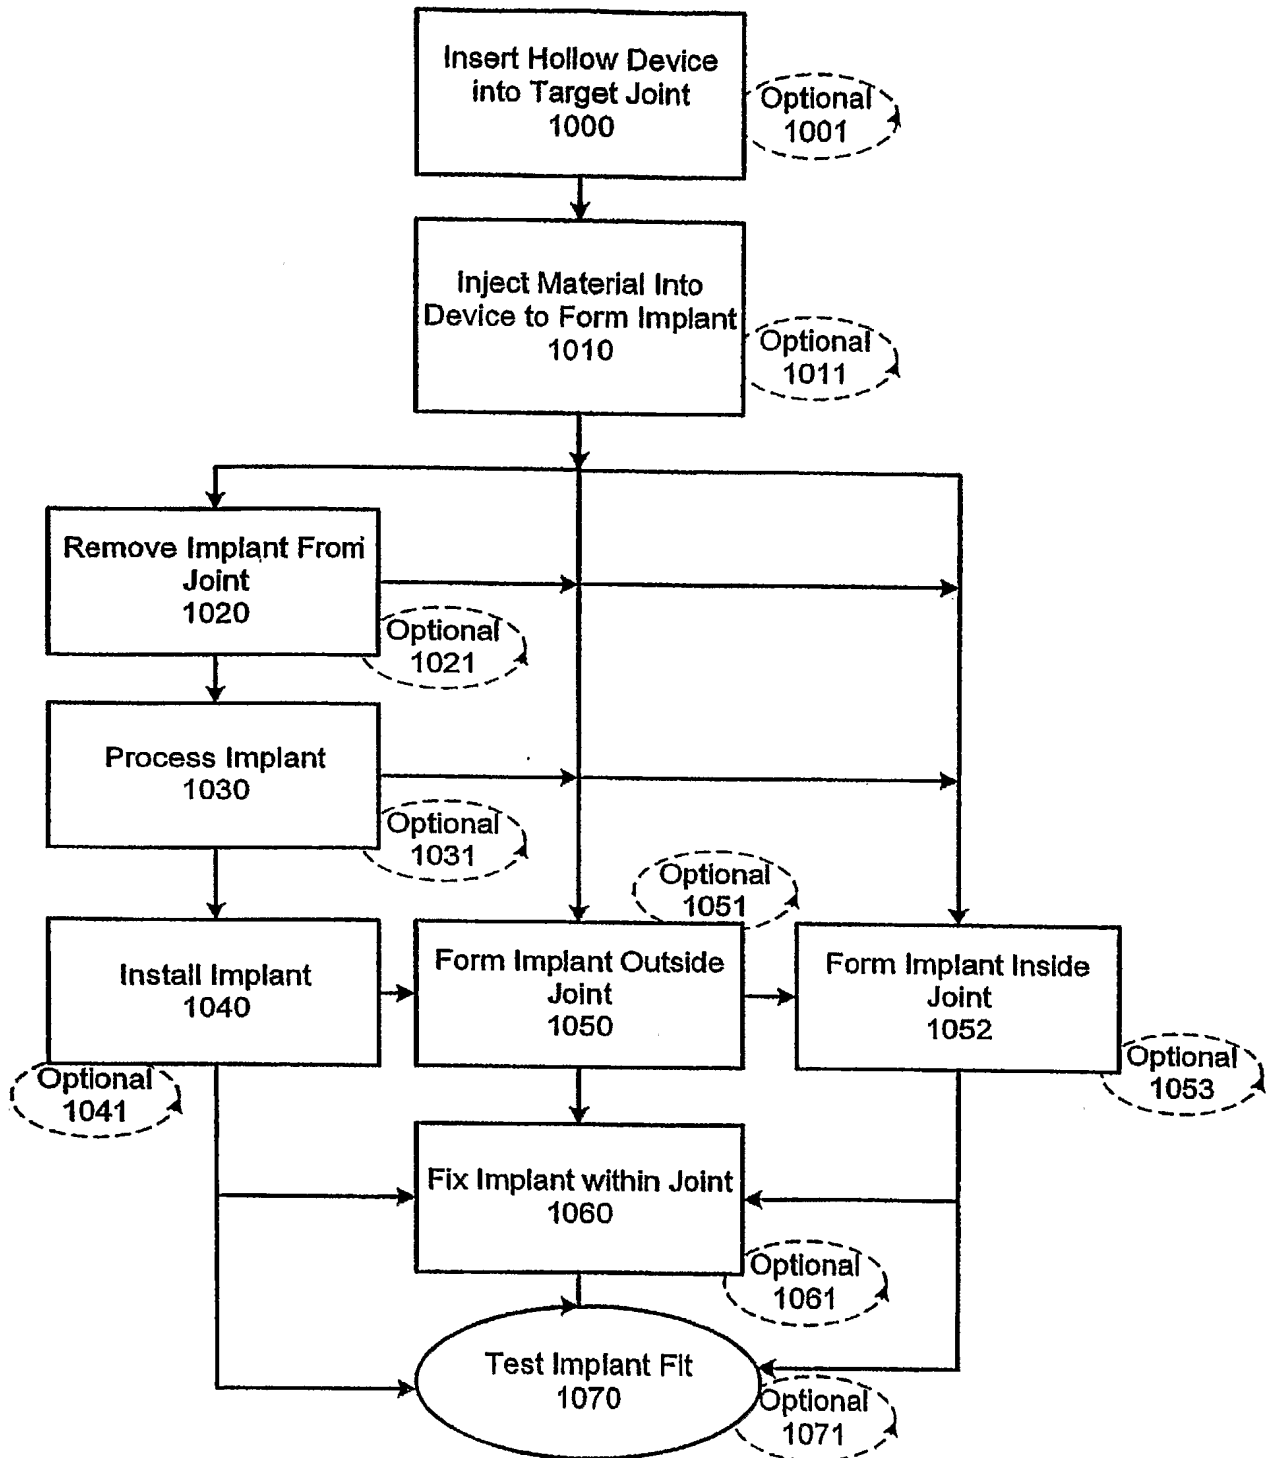 Insert Hollow Device
into Target Joint
1000
Optional
1001
Inject Material Into
Device to Form Implant
1010
Optional
1011
Remove Implant From
Joint
1020
Optional
1021
Process Implant
1030
Optional
1031
Install Implant
1040
Optional
1041
Optional
1051
Form Implant Outside
Joint
1050
Form Implant Inside
Joint
1052
Optional
1053
Fix Implant within Joint
1060
Optional
1061
Test Implant Fit
1070
Optional
1071